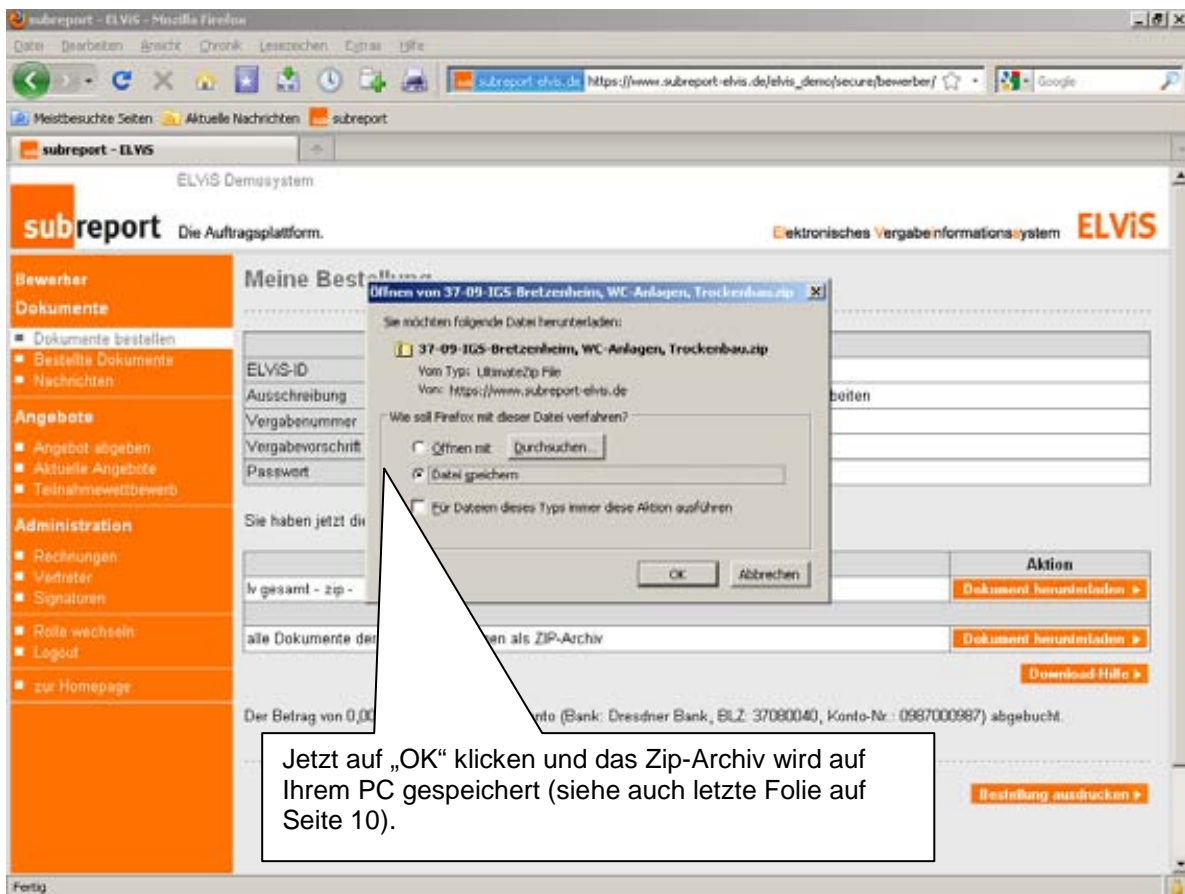 subreport - ELViS - Mozilla Firefox
Datei Bearbeiten Ansicht Chronik Lesezeichen Extras Hilfe
subreport-elvis.de https://www.subreport-elvis.de/elvis_demo/secure/bewerber/ Google
Meistbesuchte Seiten Aktuelle Nachrichten subreport
subreport - ELViS
ELViS Demosystem
subreport Die Auftragsplattform.
Elektronisches Vergabeinformationssystem ELViS
Bewerber
Dokumente
Dokumente bestellen
Bestellte Dokumente
Nachrichten
Angebote
Angebot abgeben
Aktuelle Angebote
Teilnahmewettbewerb
Administration
Rechnungen
Vertreter
Signaturen
Rolle wechseln
Logout
zur Homepage
Meine Bestellung
ELViS-ID
Ausschreibung beiten
Vergabenummer
Vergabevorschrift
Passwort
Sie haben jetzt die
Aktion
lv gesamt - zip - Dokument herunterladen
alle Dokumente der en als ZIP-Archiv Dokument herunterladen
Download Hilfe
Der Betrag von 0,00 nto (Bank: Dresdner Bank, BLZ: 37080040, Konto-Nr.: 0987000987) abgebucht.
Bestellung ausdrucken
Öffnen von 37-09-IGS-Bretzenheim, WC-Anlagen, Trockenbau.zip
Sie möchten folgende Datei herunterladen:
37-09-IGS-Bretzenheim, WC-Anlagen, Trockenbau.zip
Vom Typ: UltimateZip File
Von: https://www.subreport-elvis.de
Wie soll Firefox mit dieser Datei verfahren?
Öffnen mit Durchsuchen...
Datei speichern
Für Dateien dieses Typs immer diese Aktion ausführen
OK Abbrechen
Jetzt auf „OK“ klicken und das Zip-Archiv wird auf
Ihrem PC gespeichert (siehe auch letzte Folie auf
Seite 10).
Fertig